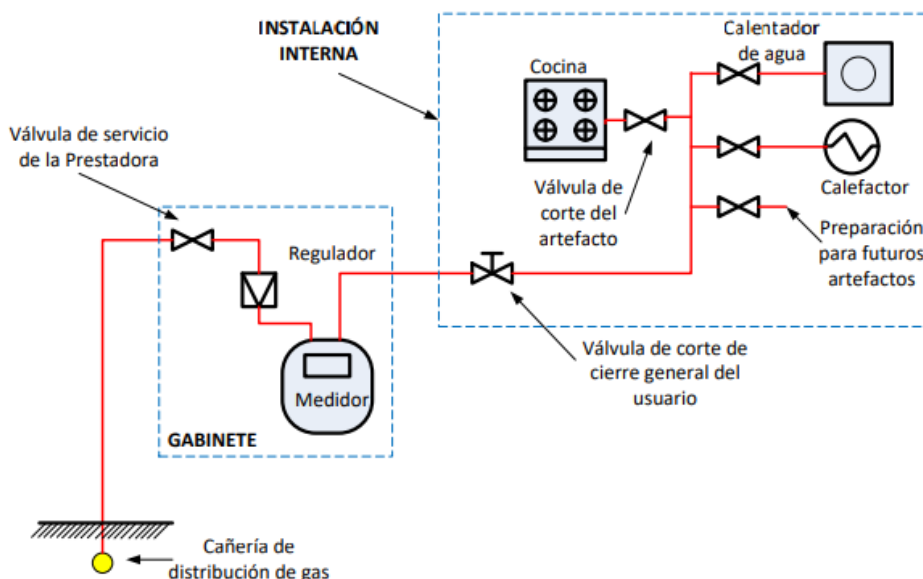 INSTALACIÓN
INTERNA
Calentador
de agua
Cocina
Válvula de servicio
de la Prestadora
Válvula de
corte del
artefacto
Calefactor
Regulador
Preparación
para futuros
artefactos
Medidor
Válvula de corte de
cierre general del
usuario
GABINETE
Cañería de
distribución de gas